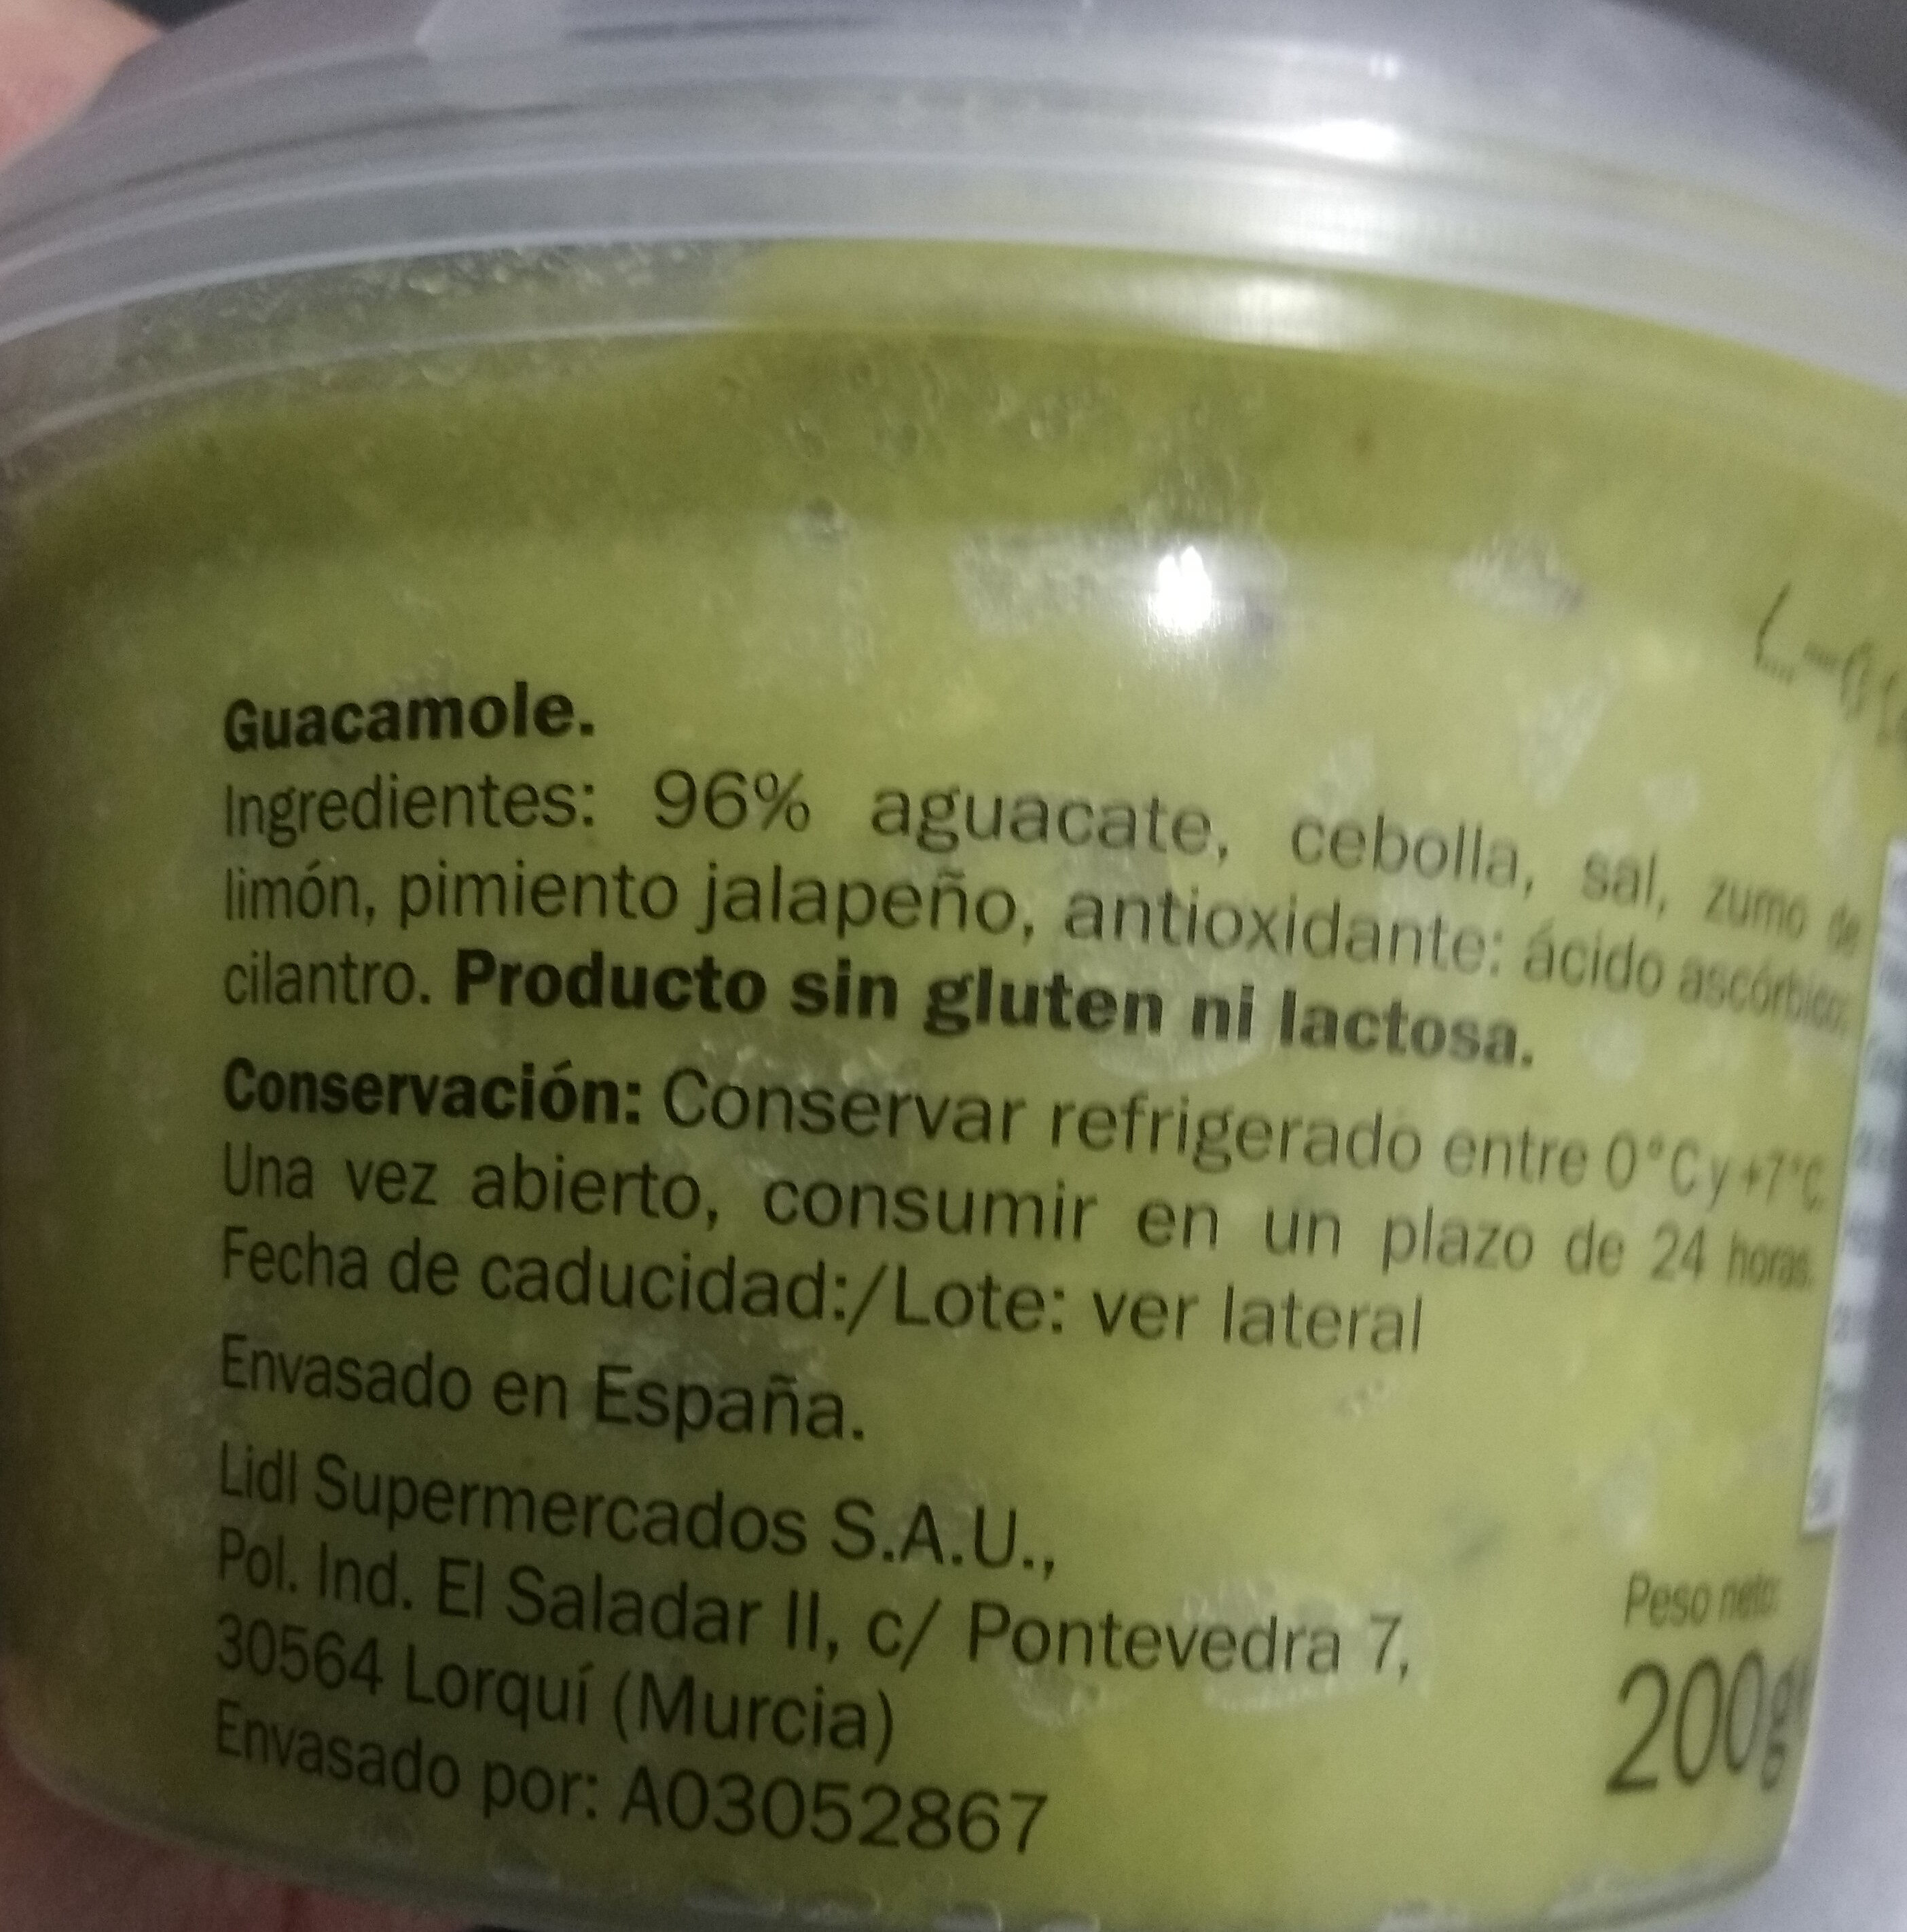 Guacamole.
Ingredientes: 96% aguacate, cebolla, sal, zumo de
limón, pimiento jalapeño, antioxidante: ácido ascórbico,
cilantro. Producto sin gluten ni lactosa.
Conservación: Conservar refrigerado entre 0°C y +7°C.
Una vez abierto, consumir en un plazo de 24 horas.
Fecha de caducidad:/Lote: ver lateral
Envasado en España.
Lidl Supermercados S.A.U.,
Pol. Ind. El Saladar II, c/ Pontevedra 7,
30564 Lorquí (Murcia)
Envasado por: A03052867
Peso neto:
200g